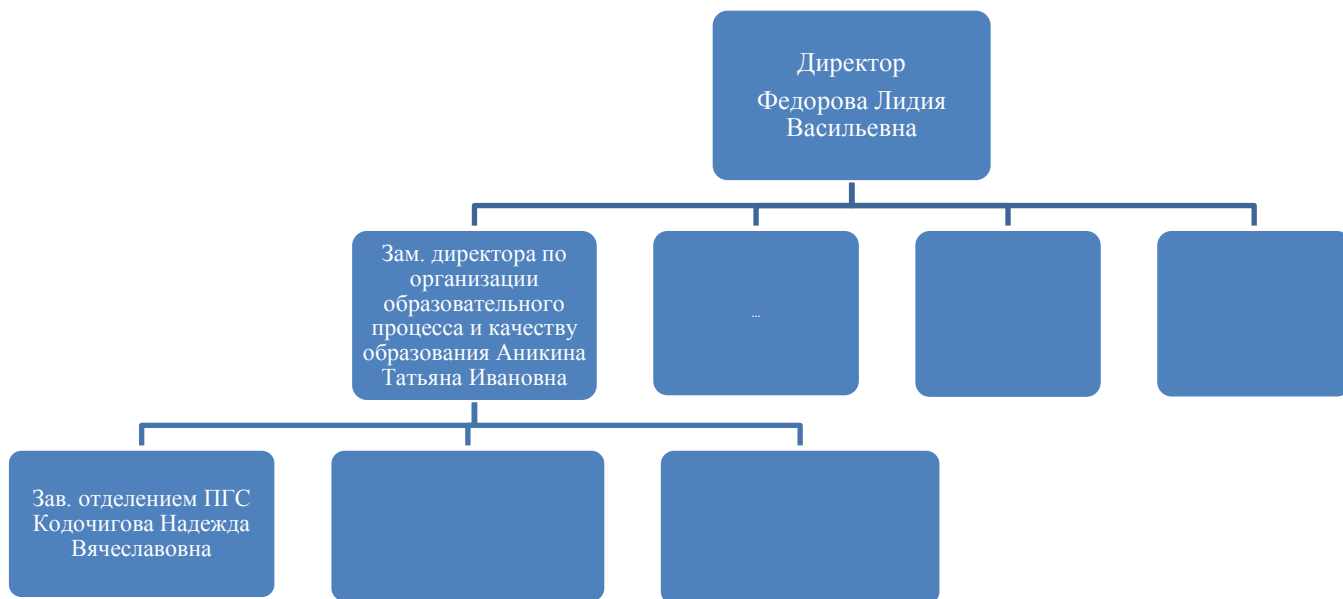 Директор
Федорова Лидия
Васильевна
Зам. директора по
организации
образовательного
процесса и качеству
образования Аникина
Татьяна Ивановна
...
Зав. отделением ПГС
Кодочигова Надежда
Вячеславовна